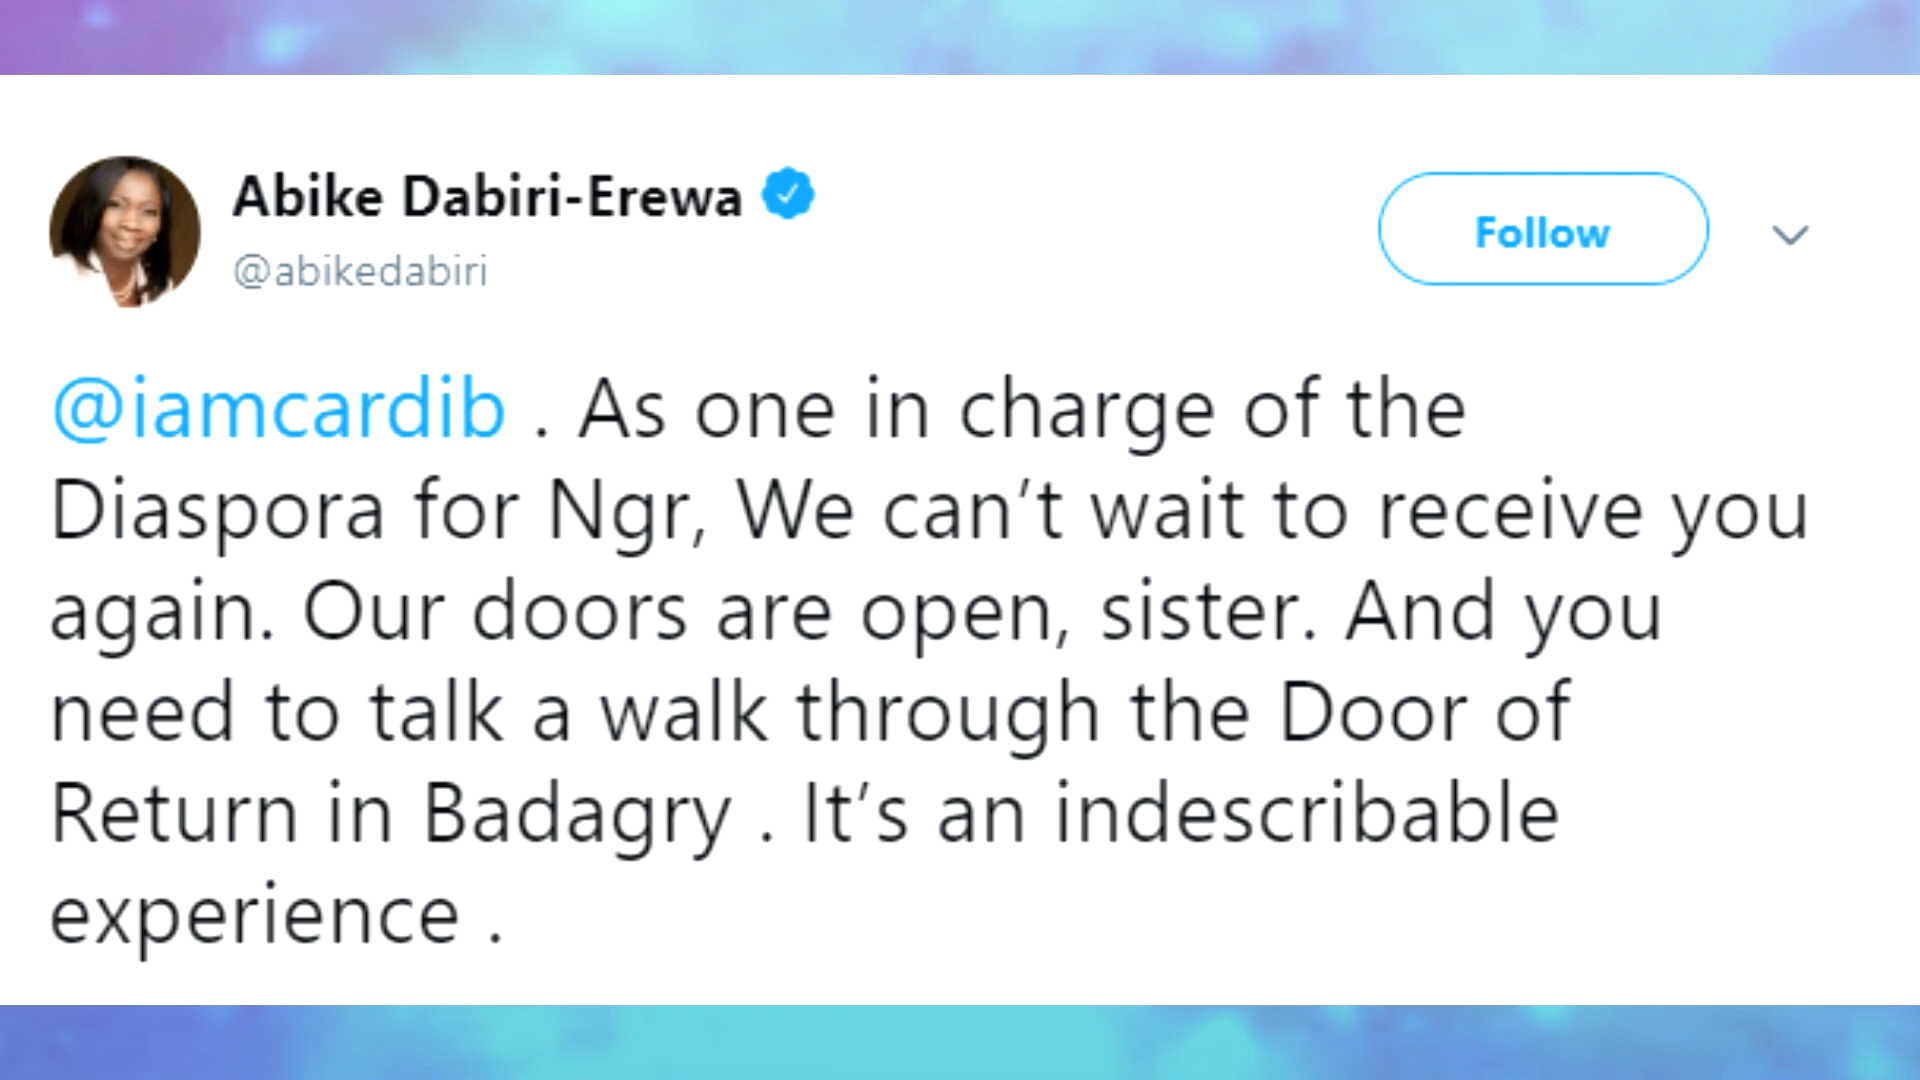 Abike Dabiri-Erewa
@abikedabiri
Follow
@iamcardib . As one in charge of the
Diaspora for Ngr, We can’t wait to receive you
again. Our doors are open, sister. And you
need to talk a walk through the Door of
Return in Badagry . It’s an indescribable
experience .